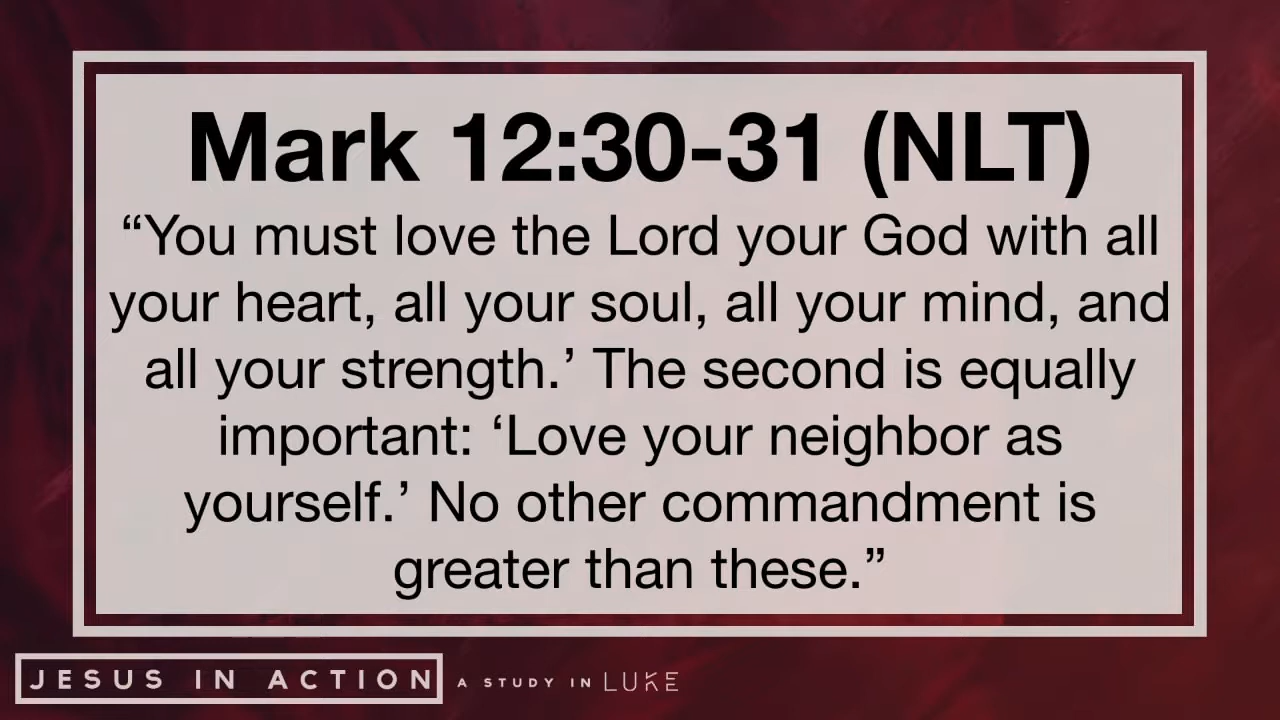 Mark 12:30-31 (NLT)
“You must love the Lord your God with all
your heart, all your soul, all your mind, and
all your strength.’ The second is equally
important: ‘Love your neighbor as
yourself.’ No other commandment is
greater than these.”
JESUS IN ACTION A STUDY IN LUKE